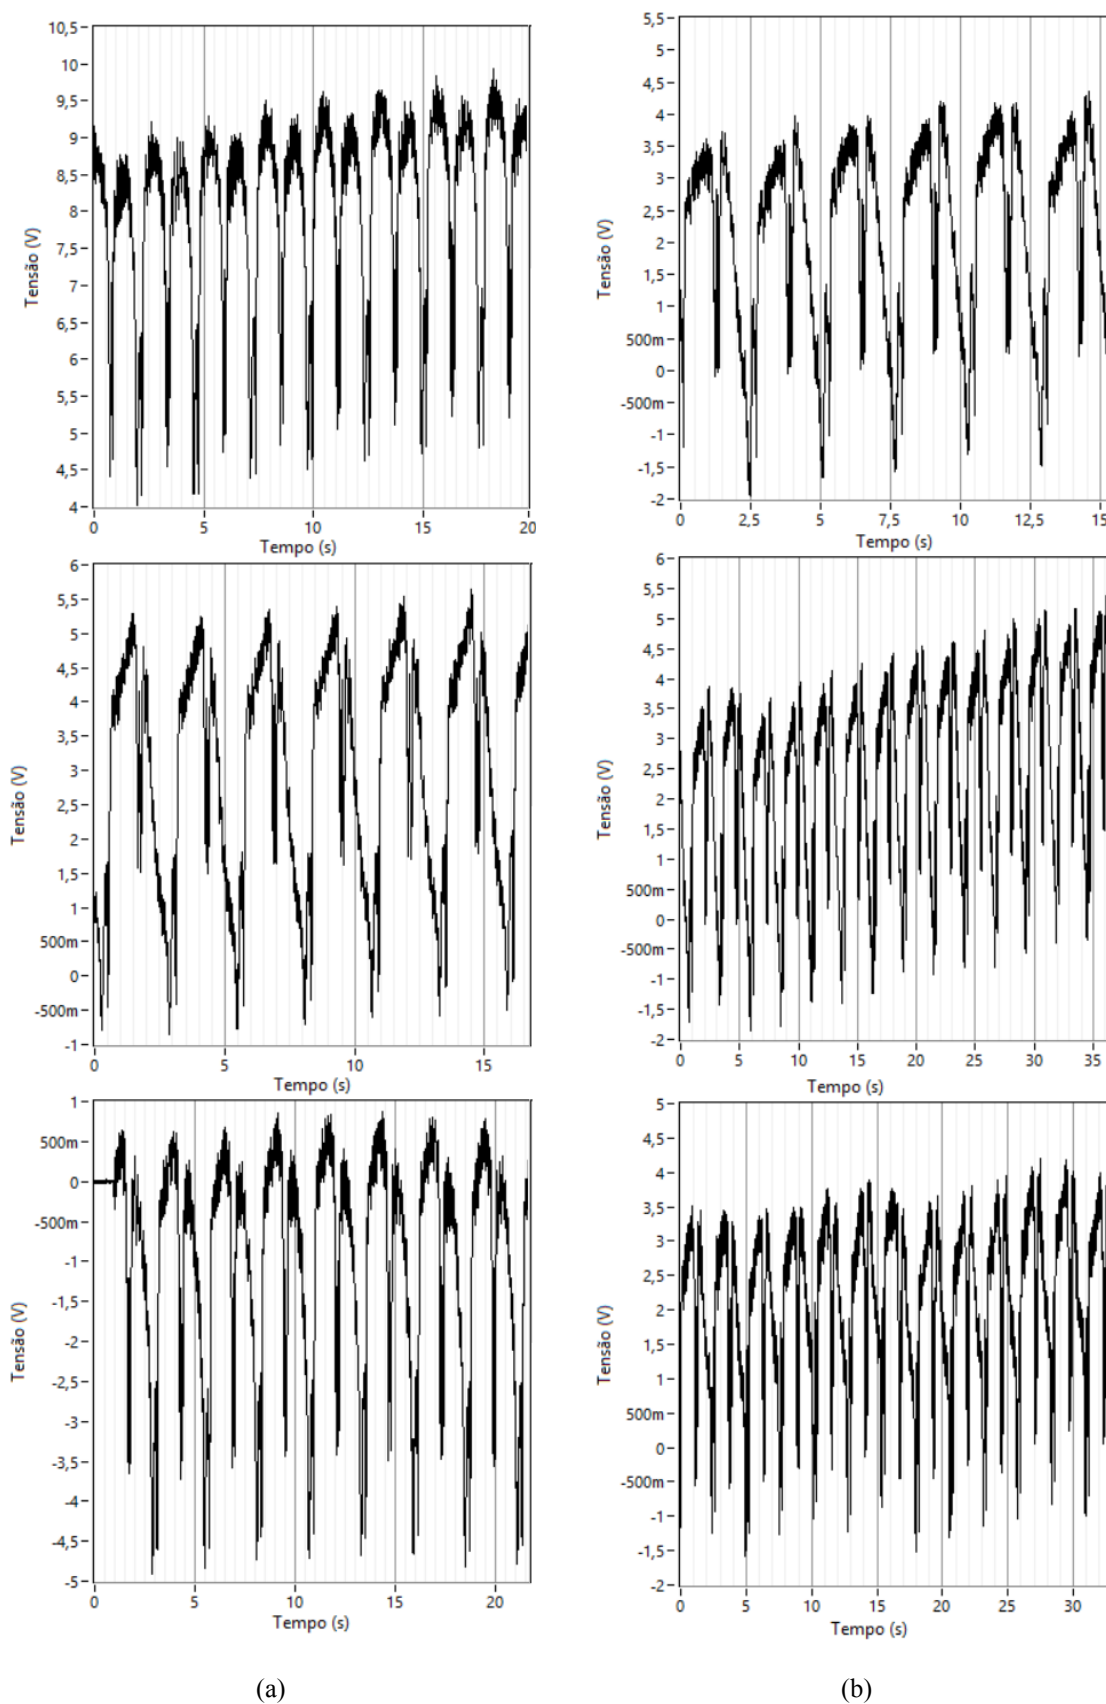 10,5
10
9,5
9
8,5
8
7,5
7
6,5
6
5,5
5
4,5
4
Tensão (V)
0 5 10 15 20
Tempo (s)
5,5
5
4,5
4
3,5
3
2,5
2
1,5
1
500m
0
-500m
-1
-1,5
-2
Tensão (V)
0 2,5 5 7,5 10 12,5 15
Tempo (s)
6
5,5
5
4,5
4
3,5
3
2,5
2
1,5
1
500m
0
-500m
-1
Tensão (V)
0 5 10 15
Tempo (s)
6
5,5
5
4,5
4
3,5
3
2,5
2
1,5
1
500m
0
-500m
-1
-1,5
-2
Tensão (V)
0 5 10 15 20 25 30 35
Tempo (s)
1
500m
0
-500m
-1
-1,5
-2
-2,5
-3
-3,5
-4
-4,5
-5
Tensão (V)
0 5 10 15 20
Tempo (s)
5
4,5
4
3,5
3
2,5
2
1,5
1
500m
0
-500m
-1
-1,5
-2
Tensão (V)
0 5 10 15 20 25 30
Tempo (s)
(a) (b)